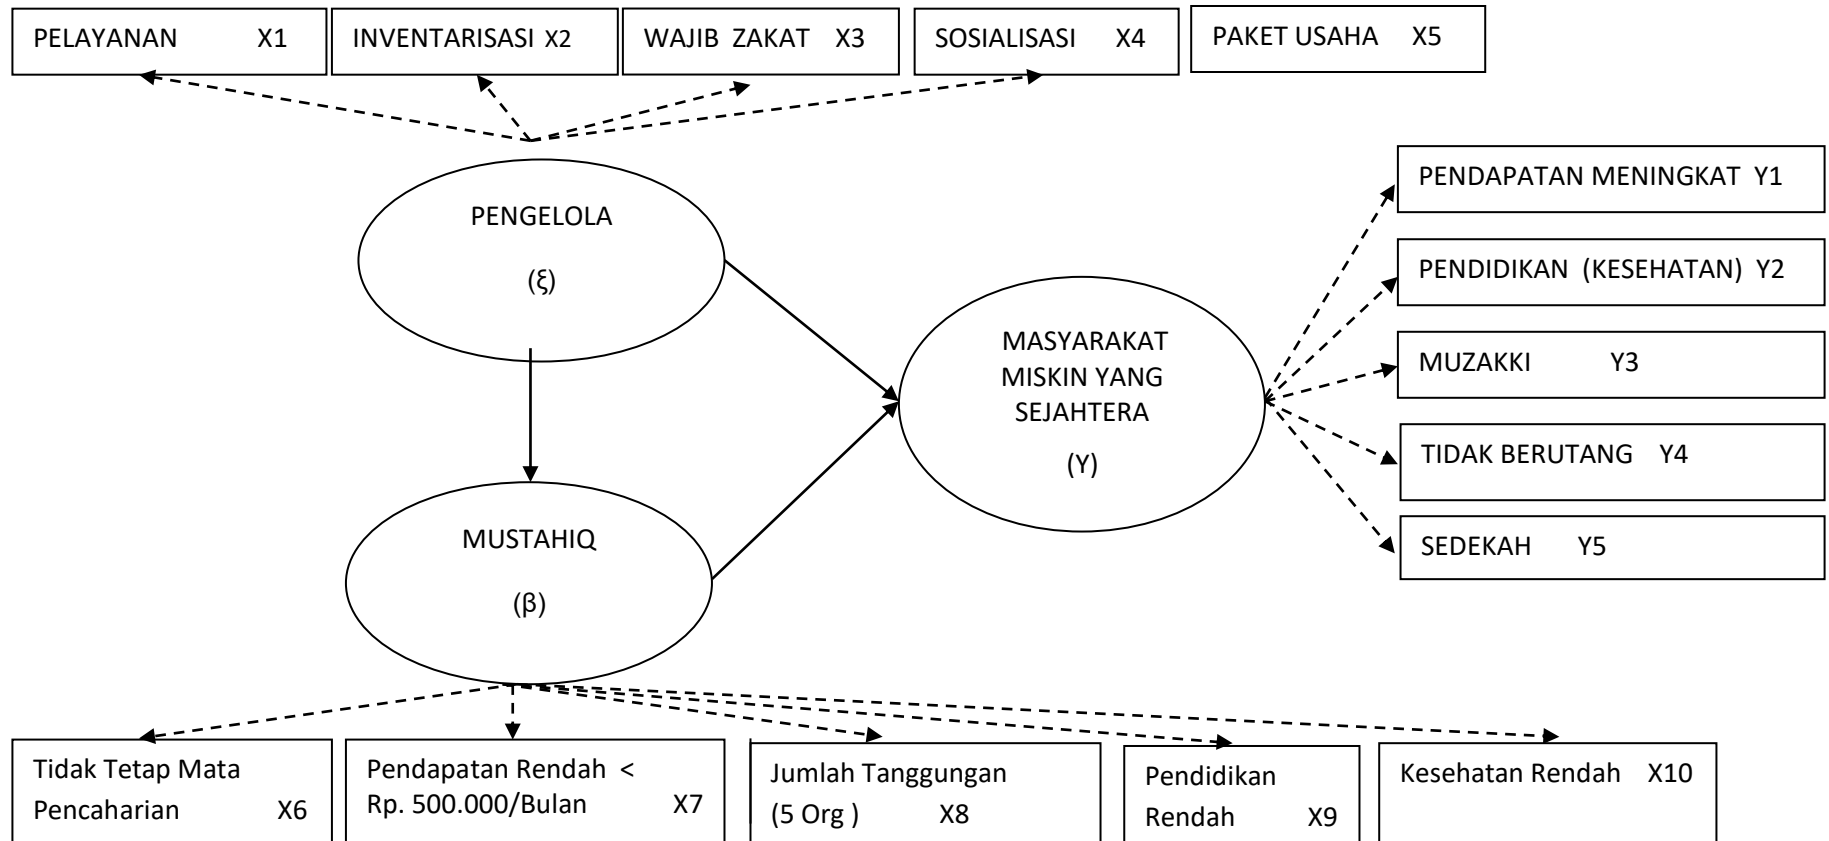 PELAYANAN X1
INVENTARISASI X2
WAJIB ZAKAT X3
SOSIALISASI X4
PAKET USAHA X5
PENGELOLA
(ξ)
PENDAPATAN MENINGKAT Y1
PENDIDIKAN (KESEHATAN) Y2
MASYARAKAT
MISKIN YANG
SEJAHTERA
(Y)
MUZAKKI Y3
TIDAK BERUTANG Y4
SEDEKAH Y5
MUSTAHIQ
(β)
Tidak Tetap Mata
Pencaharian X6
Pendapatan Rendah <
Rp. 500.000/Bulan X7
Jumlah Tanggungan
(5 Org ) X8
Pendidikan
Rendah X9
Kesehatan Rendah X10